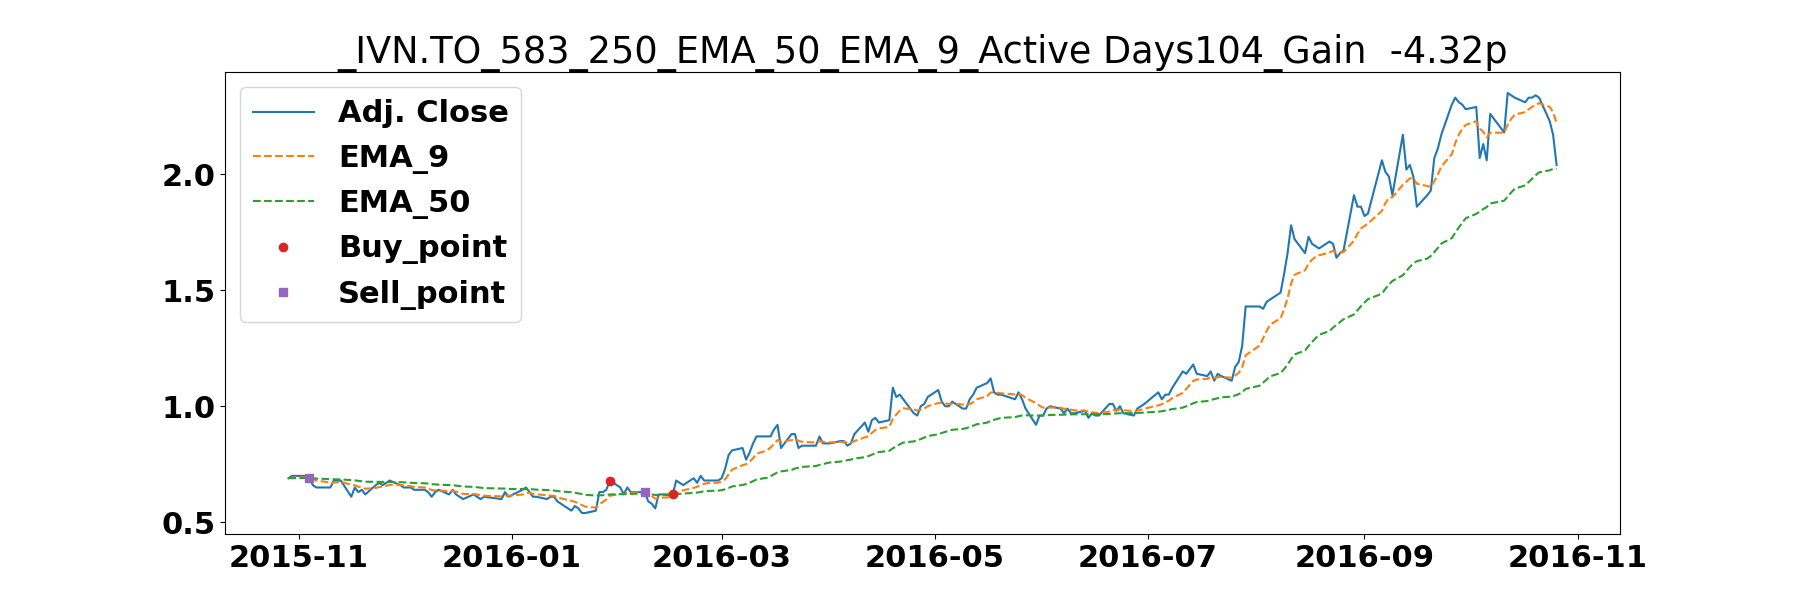 _IVN.TO_583_250_EMA_50_EMA_9_Active Days104_Gain  -4.32p
Adj. Close
EMA_9
EMA_50
Buy_point
Sell_point
2.0
1.5
1.0
0.5
2015-11 2016-01 2016-03 2016-05 2016-07 2016-09 2016-11